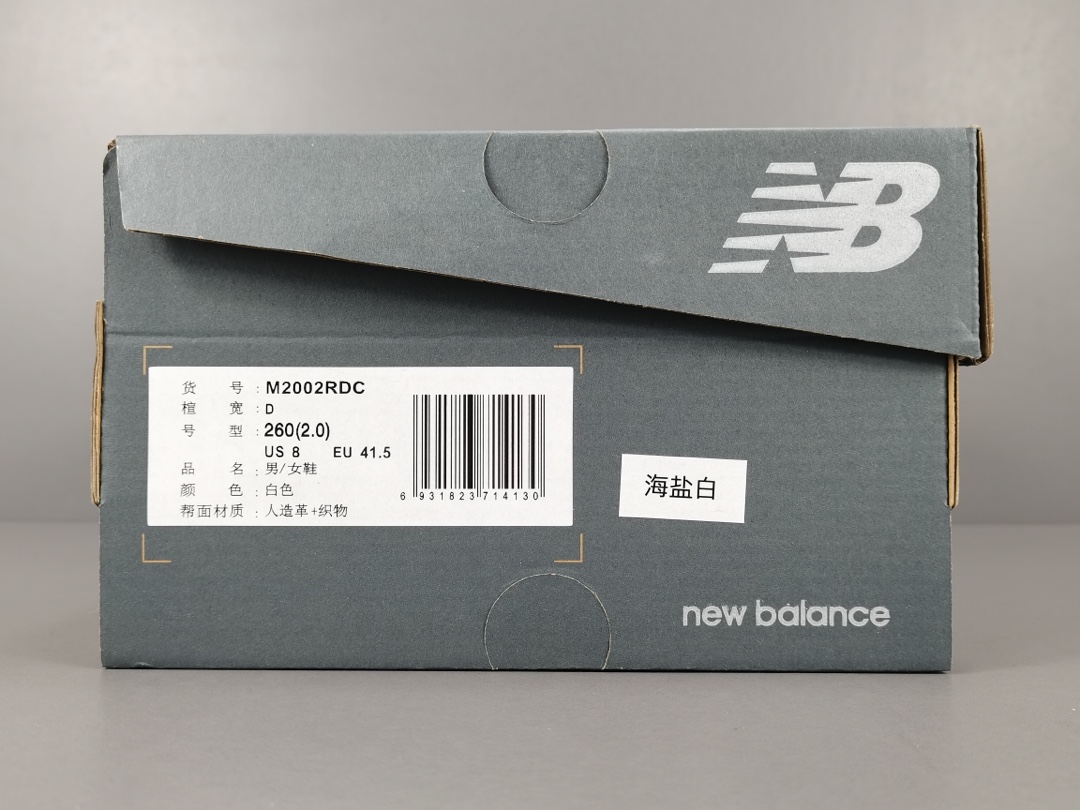 NB
货 号 : M2002RDC
楦 宽 : D
号 型 : 260(2.0)
US 8 EU 41.5
品 名 : 男/女鞋
颜 色 : 白色
帮面材质 : 人造革+织物
6 931823 714130
海盐白
new balance